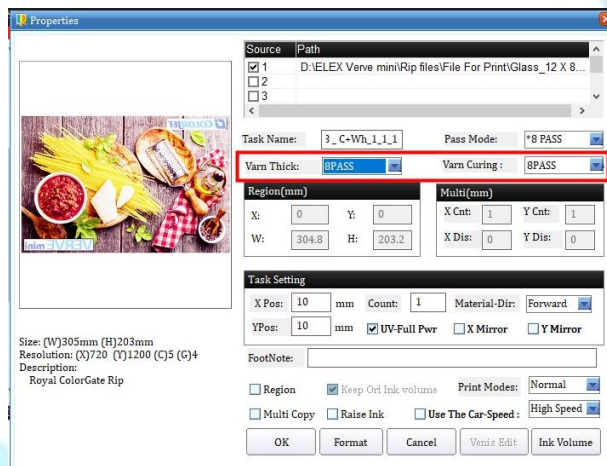 Properties
Source Path
1 D:\ELEX Verve mini\Rip files\File For Print\Glass_12 X 8...
2
3
Task Name: 3 _ C+Wh_1_1_1 Pass Mode: *8 PASS
Varn Thick: 8PASS Varn Curing : 8PASS
Region(mm) Multi(mm)
X: 0 Y: 0 X Cnt: 1 Y Cnt: 1
W: 304.8 H: 203.2 X Dis: 0 Y Dis: 0
Task Setting
X Pos: 10 mm Count: 1 Material-Dir: Forward
YPos: 10 mm UV-Full Pwr X Mirror Y Mirror
Size: (W)305mm (H)203mm
Resolution: (X)720 (Y)1200 (C)5 (G)4
Description:
Royal ColorGate Rip
FootNote:
Region Keep Ori Ink volume Print Modes: Normal
Multi Copy Raise Ink Use The Car-Speed : High Speed
OK Format Cancel Venis Edit Ink Volume
COLORJET
VERVE mini